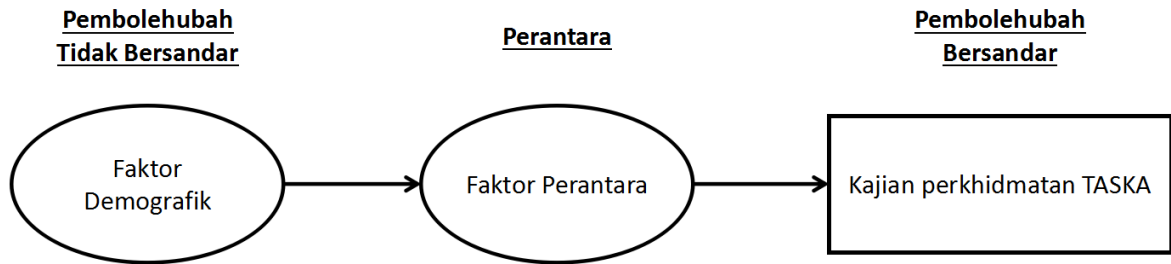 Pembolehubah
Tidak Bersandar
Perantara
Pembolehubah
Bersandar
Faktor
Demografik
Faktor Perantara
Kajian perkhidmatan TASKA